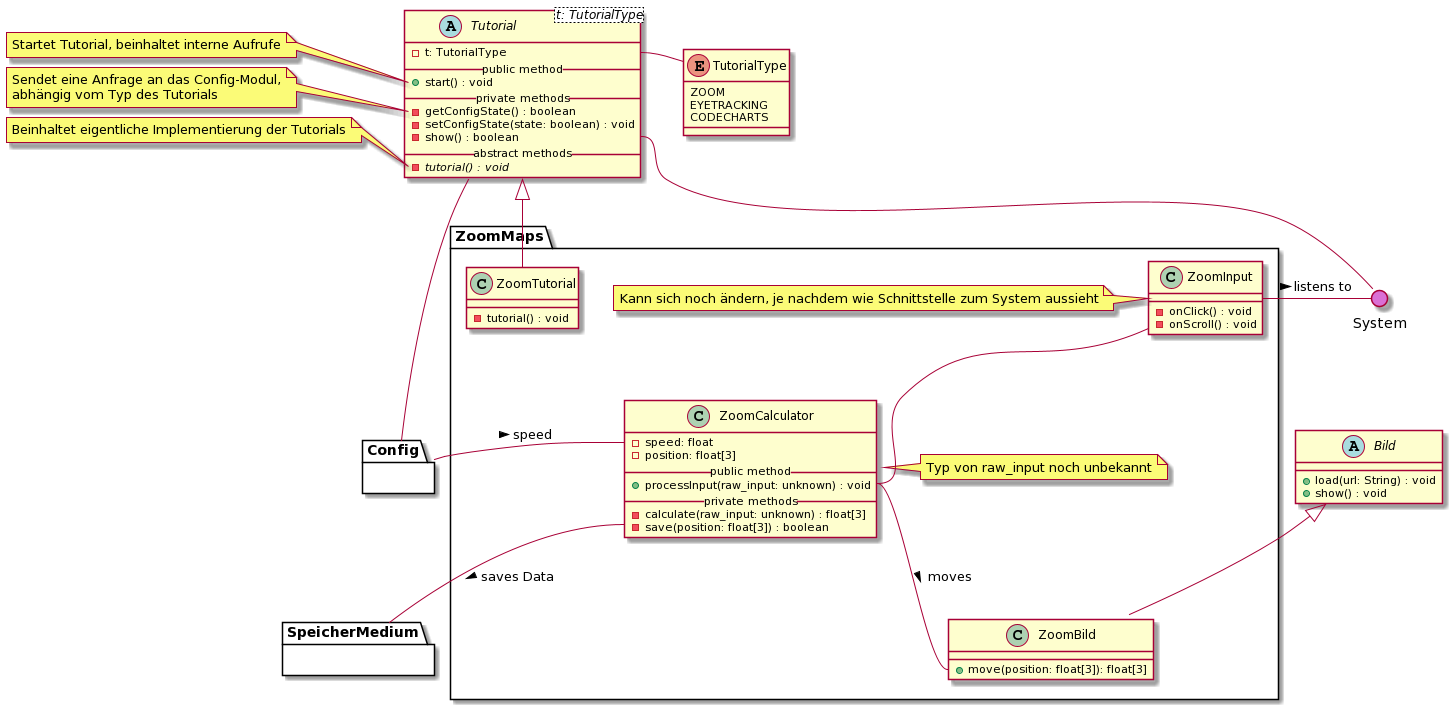 t: TutorialType
A Tutorial
t: TutorialType
public method
start() : void
private methods
getConfigState() : boolean
setConfigState(state: boolean) : void
show() : boolean
abstract methods
tutorial() : void
Startet Tutorial, beinhaltet interne Aufrufe
Sendet eine Anfrage an das Config-Modul,
abhängig vom Typ des Tutorials
Beinhaltet eigentliche Implementierung der Tutorials
E TutorialType
ZOOM
EYETRACKING
CODECHARTS
ZoomMaps
C ZoomTutorial
tutorial() : void
Kann sich noch ändern, je nachdem wie Schnittstelle zum System aussieht
C ZoomInput
onClick() : void
onScroll() : void
listens to
System
Config
speed
C ZoomCalculator
speed: float
position: float[3]
public method
processInput(raw_input: unknown) : void
private methods
calculate(raw_input: unknown) : float[3]
save(position: float[3]) : boolean
Typ von raw_input noch unbekannt
A Bild
load(url: String) : void
show() : void
saves Data
moves
SpeicherMedium
C ZoomBild
move(position: float[3]): float[3]